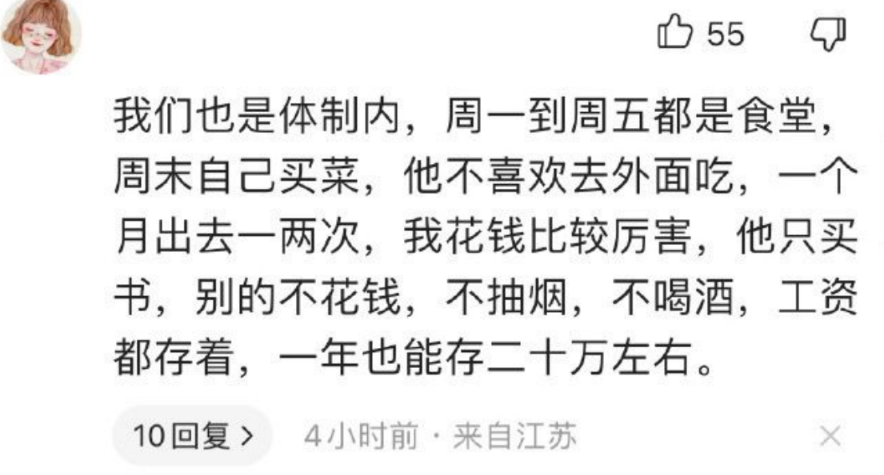 55
我们也是体制内，周一到周五都是食堂，
周末自己买菜，他不喜欢去外面吃，一个
月出去一两次，我花钱比较厉害，他只买
书，别的不花钱，不抽烟，不喝酒，工资
都存着，一年也能存二十万左右。
10回复 > 4小时前 · 来自江苏